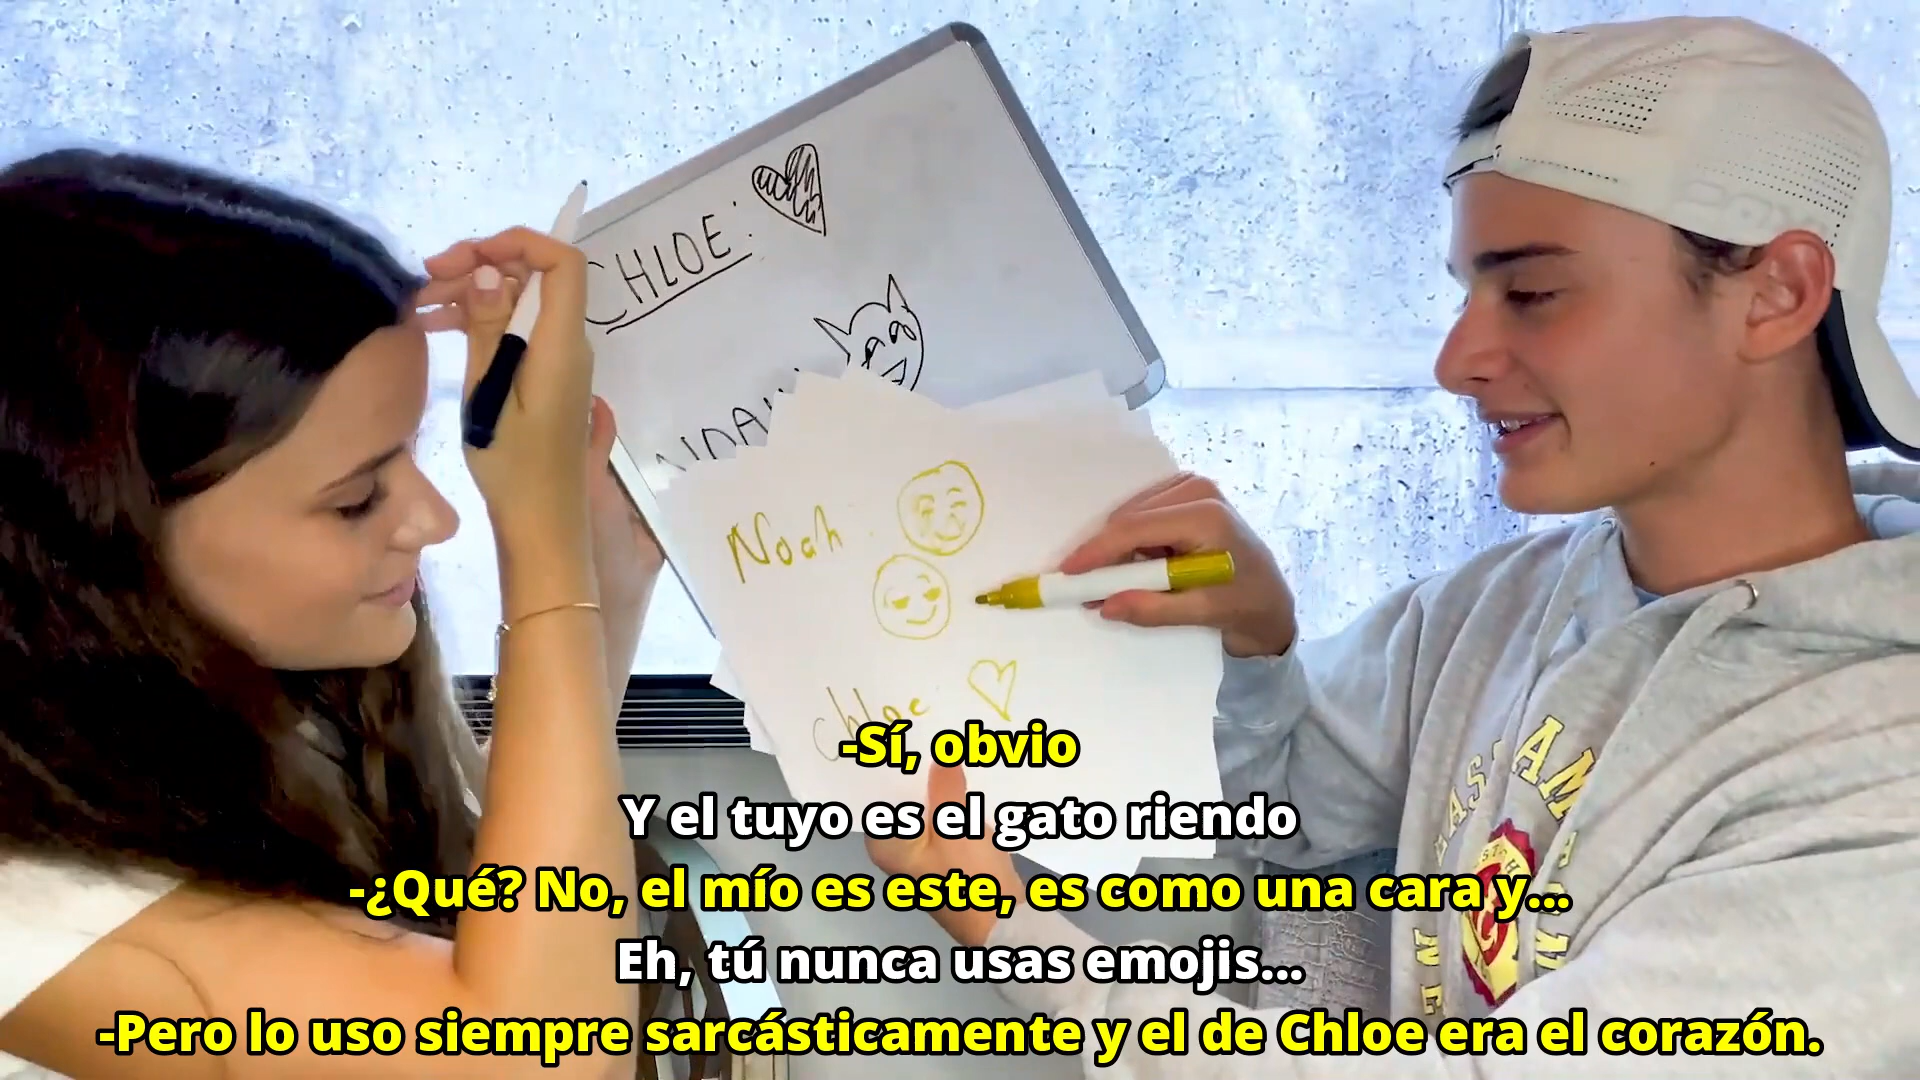 CHLOE:
NOAH
Noah:
Chloe:
-Sí, obvio
Y el tuyo es el gato riendo
-¿Qué? No, el mío es este, es como una cara y...
Eh, tú nunca usas emojis...
-Pero lo uso siempre sarcásticamente y el de Chloe era el corazón.